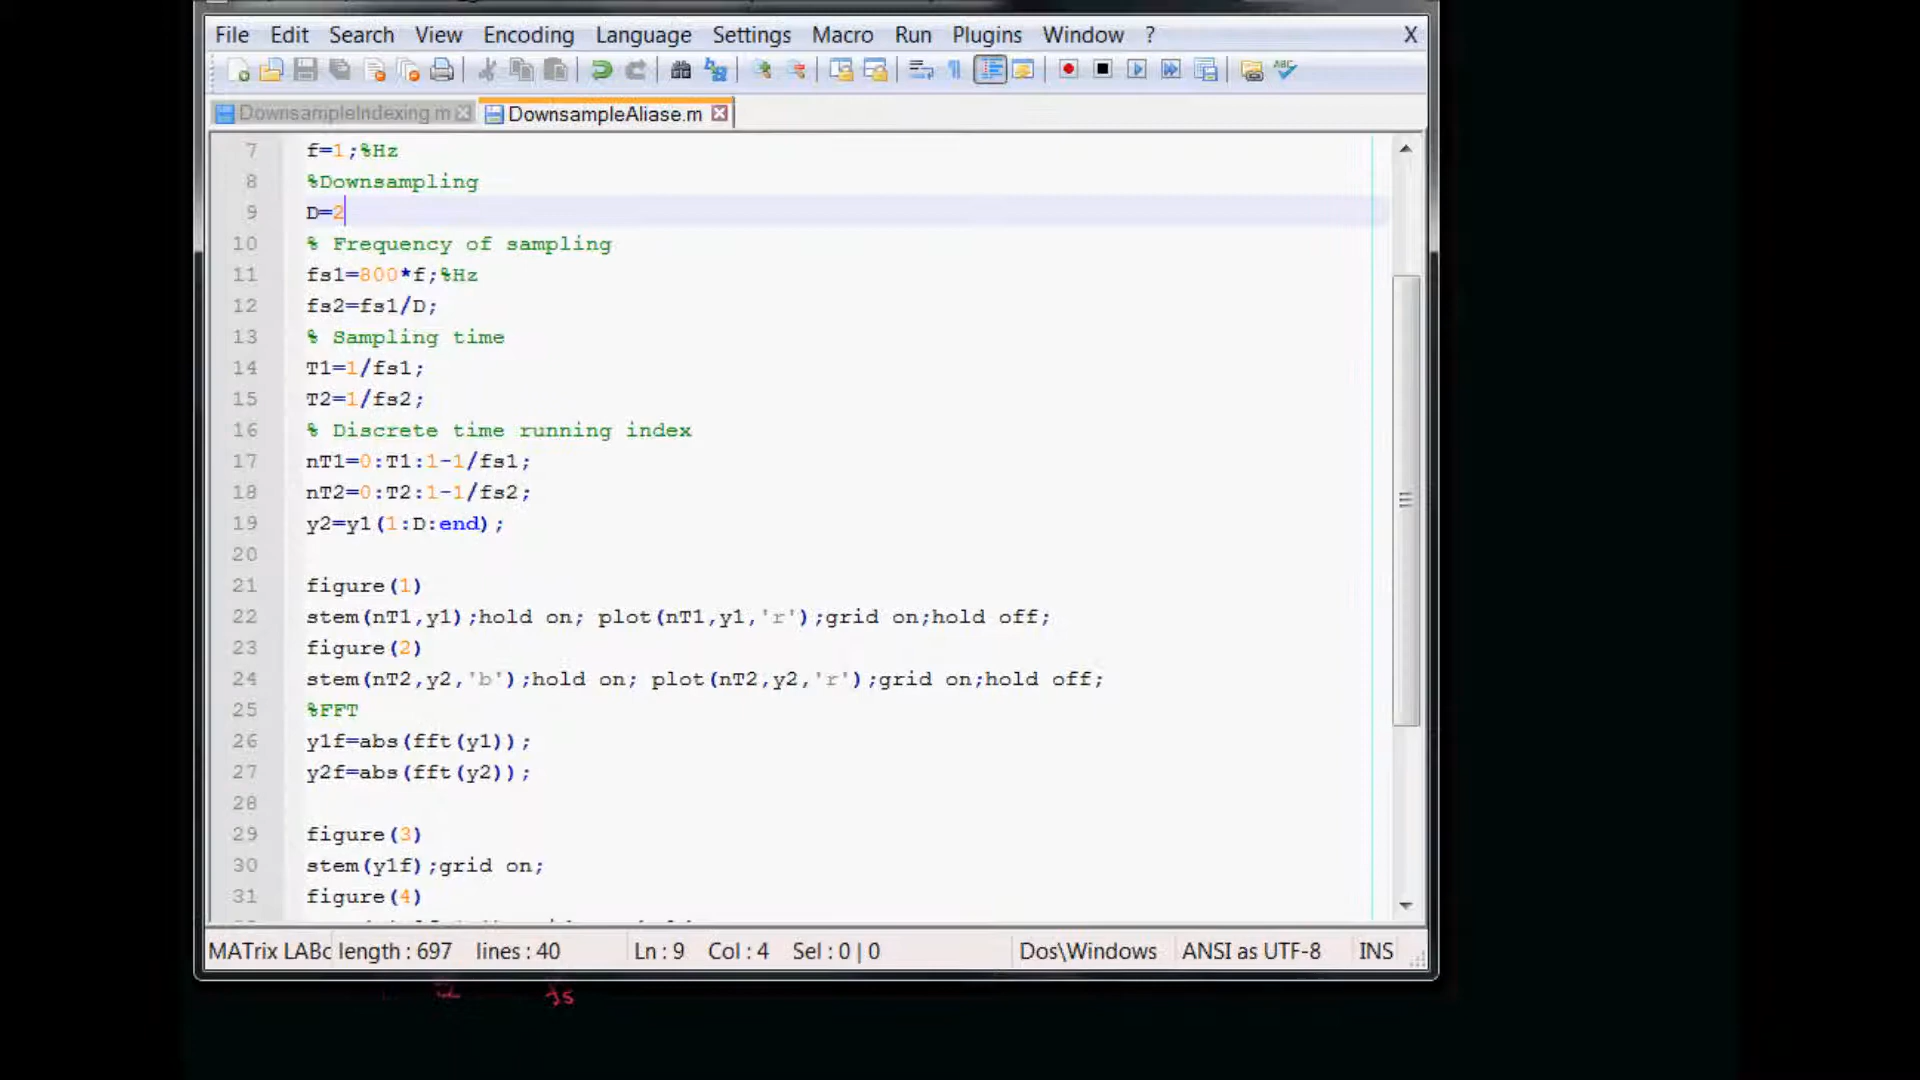 File Edit Search View Encoding Language Settings Macro Run Plugins Window ? X
DownsampleIndexing.m DownsampleAliase.m
7 f=1;%Hz
8 %Downsampling
9 D=2
10 % Frequency of sampling
11 fs1=800*f;%Hz
12 fs2=fs1/D;
13 % Sampling time
14 T1=1/fs1;
15 T2=1/fs2;
16 % Discrete time running index
17 nT1=0:T1:1-1/fs1;
18 nT2=0:T2:1-1/fs2;
19 y2=y1(1:D:end);
20
21 figure(1)
22 stem(nT1,y1);hold on; plot(nT1,y1,'r');grid on;hold off;
23 figure(2)
24 stem(nT2,y2,'b');hold on; plot(nT2,y2,'r');grid on;hold off;
25 %FFT
26 y1f=abs(fft(y1));
27 y2f=abs(fft(y2));
28
29 figure(3)
30 stem(y1f);grid on;
31 figure(4)
MATrix LABo length : 697 lines : 40 Ln : 9 Col : 4 Sel : 0 | 0 Dos\Windows ANSI as UTF-8 INS
fs